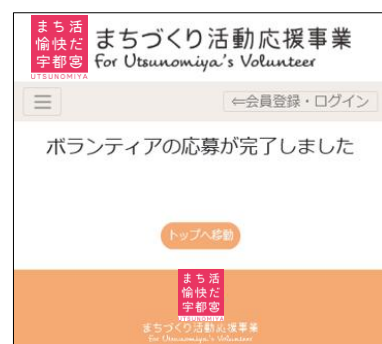 まち活
愉快だ
宇都宮
UTSUNOMIYA
まちづくり活動応援事業
For Utsunomiya's Volunteer
⇐会員登録・ログイン
ボランティアの応募が完了しました
トップへ移動
まち活
愉快だ
宇都宮
UTSUNOMIYA
まちづくり活動応援事業
For Utsunomiya's Volunteer